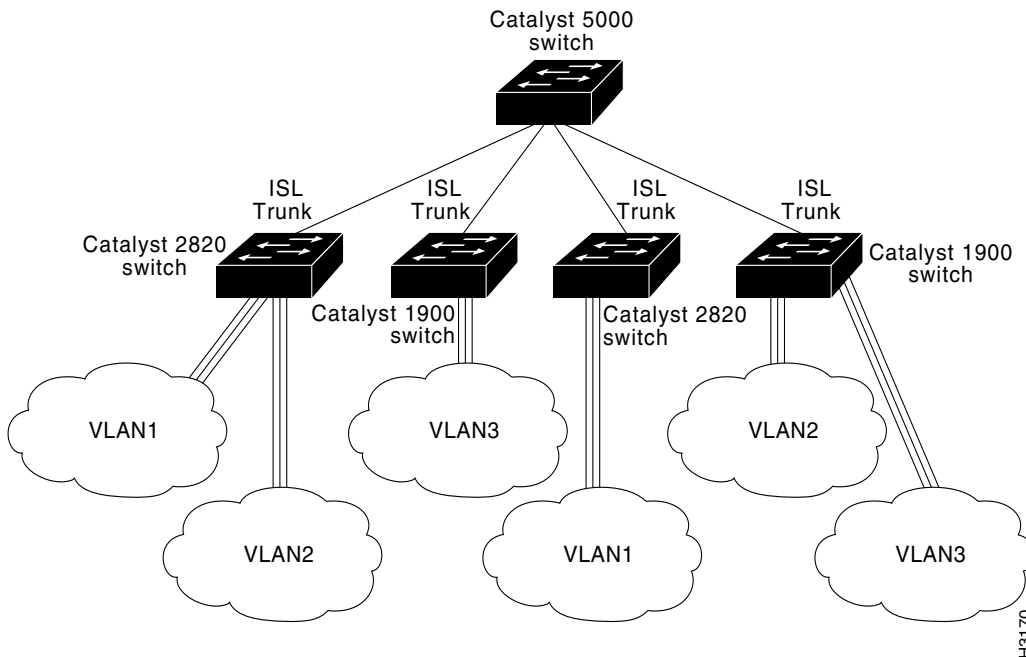 Catalyst 5000
switch
ISL
Trunk
ISL
Trunk
ISL
Trunk
ISL
Trunk
Catalyst 2820
switch
Catalyst 1900
switch
Catalyst 1900
switch
Catalyst 2820
switch
VLAN1
VLAN3
VLAN2
VLAN2
VLAN1
VLAN3
H3170